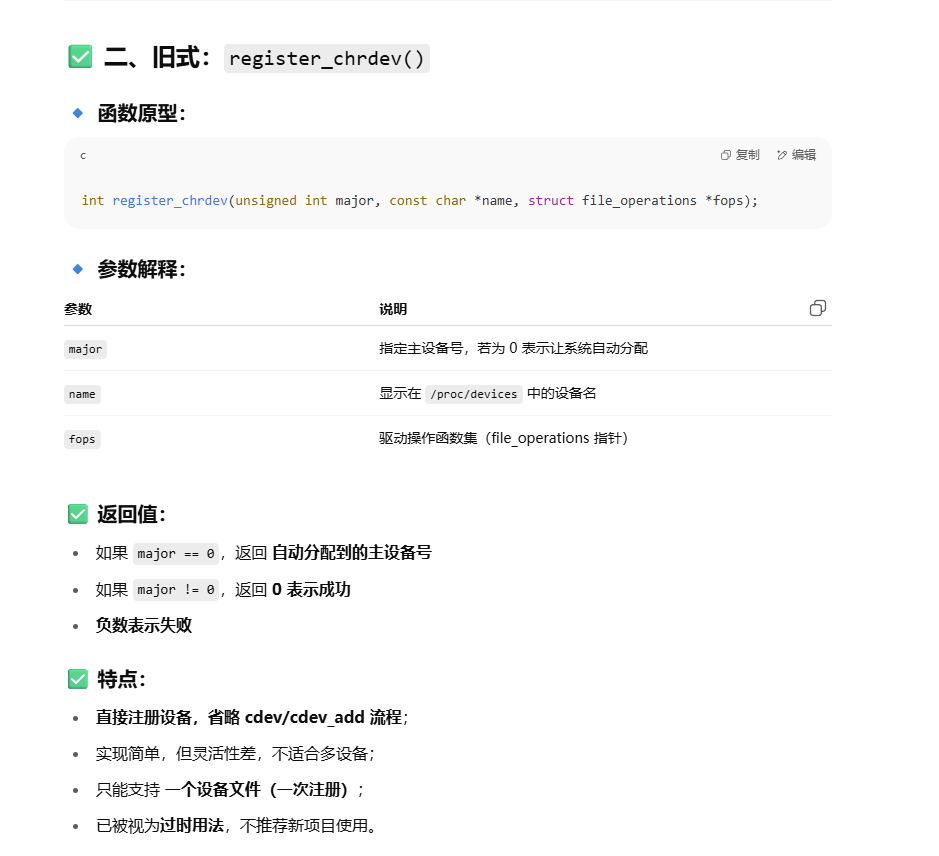 ✅ 二、旧式：register_chrdev()
🔹 函数原型：
c 复制 编辑
int register_chrdev(unsigned int major, const char *name, struct file_operations *fops);
🔹 参数解释：
参数 说明
major 指定主设备号，若为 0 表示让系统自动分配
name 显示在 /proc/devices 中的设备名
fops 驱动操作函数集（file_operations 指针）
✅ 返回值：
• 如果 major == 0，返回 自动分配到的主设备号
• 如果 major != 0，返回 0 表示成功
• 负数表示失败
✅ 特点：
• 直接注册设备，省略 cdev/cdev_add 流程；
• 实现简单，但灵活性差，不适合多设备；
• 只能支持 一个设备文件（一次注册）；
• 已被视为过时用法，不推荐新项目使用。